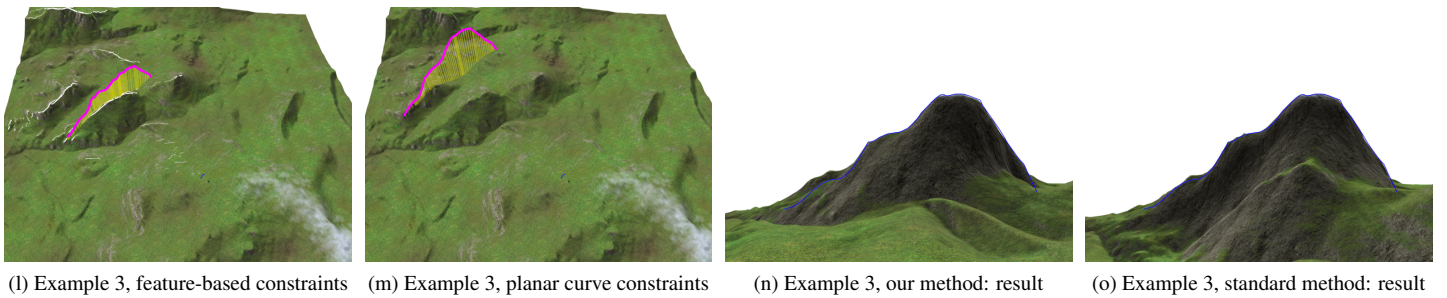 (l) Example 3, feature-based constraints
(m) Example 3, planar curve constraints
(n) Example 3, our method: result
(o) Example 3, standard method: result